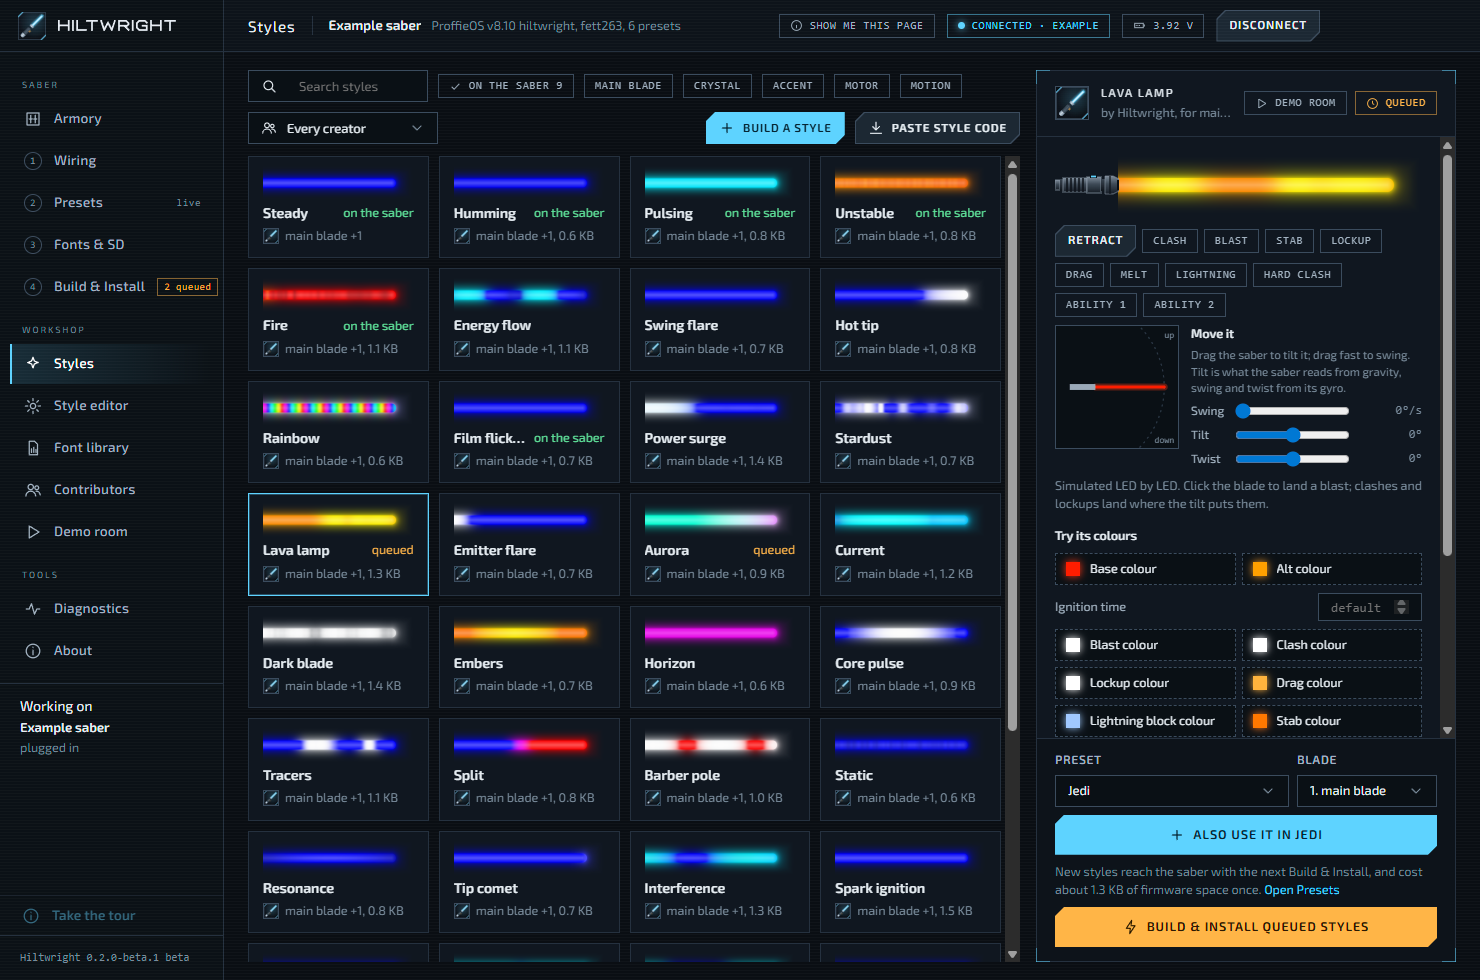 HILTWRIGHT
Styles
Example saber ProffieOS v8.10 hiltwright, fett263, 6 presets
SHOW ME THIS PAGE
CONNECTED · EXAMPLE
3.92 V
DISCONNECT
SABER
Armory
1 Wiring
2 Presets live
3 Fonts & SD
4 Build & Install 2 queued
WORKSHOP
Styles
Style editor
Font library
Contributors
Demo room
TOOLS
Diagnostics
About
Working on
Example saber
plugged in
Take the tour
Hiltwright 0.2.0-beta.1 beta
Search styles
ON THE SABER 9
MAIN BLADE
CRYSTAL
ACCENT
MOTOR
MOTION
Every creator
BUILD A STYLE
PASTE STYLE CODE
Steady on the saber
main blade +1
Humming on the saber
main blade +1, 0.6 KB
Pulsing on the saber
main blade +1, 0.8 KB
Unstable on the saber
main blade +1, 0.8 KB
Fire on the saber
main blade +1, 1.1 KB
Energy flow
main blade +1, 1.1 KB
Swing flare
main blade +1, 0.7 KB
Hot tip
main blade +1, 0.8 KB
Rainbow
main blade +1, 0.6 KB
Film flick... on the saber
main blade +1, 0.7 KB
Power surge
main blade +1, 1.4 KB
Stardust
main blade +1, 0.7 KB
Lava lamp queued
main blade +1, 1.3 KB
Emitter flare
main blade +1, 0.7 KB
Aurora queued
main blade +1, 0.9 KB
Current
main blade +1, 1.2 KB
Dark blade
main blade +1, 1.4 KB
Embers
main blade +1, 0.7 KB
Horizon
main blade +1, 0.6 KB
Core pulse
main blade +1, 0.9 KB
Tracers
main blade +1, 1.1 KB
Split
main blade +1, 0.8 KB
Barber pole
main blade +1, 1.0 KB
Static
main blade +1, 0.6 KB
Resonance
main blade +1, 0.8 KB
Tip comet
main blade +1, 0.7 KB
Interference
main blade +1, 1.3 KB
Spark ignition
main blade +1, 1.5 KB
LAVA LAMP
by Hiltwright, for mai...
DEMO ROOM
QUEUED
RETRACT
CLASH
BLAST
STAB
LOCKUP
DRAG
MELT
LIGHTNING
HARD CLASH
ABILITY 1
ABILITY 2
up
down
Move it
Drag the saber to tilt it; drag fast to swing.
Tilt is what the saber reads from gravity,
swing and twist from its gyro.
Swing 0°/s
Tilt 0°
Twist 0°
Simulated LED by LED. Click the blade to land a blast; clashes and
lockups land where the tilt puts them.
Try its colours
Base colour
Alt colour
Ignition time default
Blast colour
Clash colour
Lockup colour
Drag colour
Lightning block colour
Stab colour
PRESET
BLADE
Jedi
1. main blade
ALSO USE IT IN JEDI
New styles reach the saber with the next Build & Install, and cost
about 1.3 KB of firmware space once. Open Presets
BUILD & INSTALL QUEUED STYLES